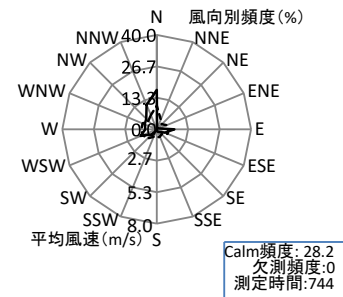 N 風向別頻度(%)
40.0
NNW NNE
NW 26.7 NE
WNW 13.3 ENE
W 0.0 E
WSW 2.7 ESE
SW 5.3 SE
SSW 8.0 SSE
平均風速(m/s) S
Calm頻度: 28.2
欠測頻度:0
測定時間:744